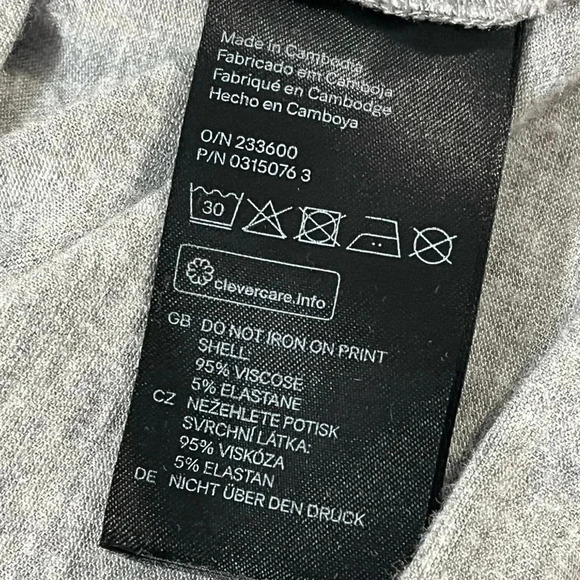 Made in Cambodia
Fabricado em Camboja
Fabriqué en Cambodge
Hecho en Camboya
O/N 233600
P/N 0315076 3
30
clevercare.info
GB DO NOT IRON ON PRINT
SHELL:
95% VISCOSE
5% ELASTANE
CZ NEŽEHLETE POTISK
SVRCHNÍ LÁTKA:
95% VISKÓZA
5% ELASTAN
DE NICHT ÜBER DEN DRUCK